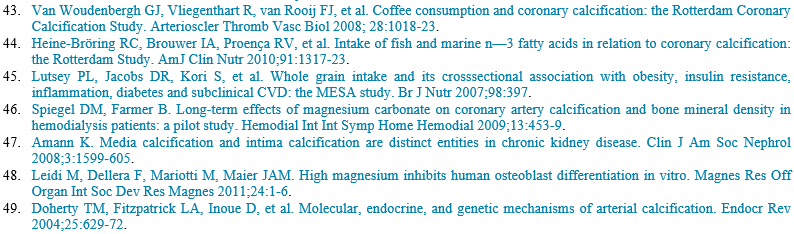 43. Van Woudenbergh GJ, Vliegenthart R, van Rooij FJ, et al. Coffee consumption and coronary calcification: the Rotterdam Coronary
Calcification Study. Arterioscler Thromb Vasc Biol 2008; 28:1018-23.
44. Heine-Bröring RC, Brouwer IA, Proença RV, et al. Intake of fish and marine n—3 fatty acids in relation to coronary calcification:
the Rotterdam Study. AmJ Clin Nutr 2010;91:1317-23.
45. Lutsey PL, Jacobs DR, Kori S, et al. Whole grain intake and its crosssectional association with obesity, insulin resistance,
inflammation, diabetes and subclinical CVD: the MESA study. Br J Nutr 2007;98:397.
46. Spiegel DM, Farmer B. Long-term effects of magnesium carbonate on coronary artery calcification and bone mineral density in
hemodialysis patients: a pilot study. Hemodial Int Int Symp Home Hemodial 2009;13:453-9.
47. Amann K. Media calcification and intima calcification are distinct entities in chronic kidney disease. Clin J Am Soc Nephrol
2008;3:1599-605.
48. Leidi M, Dellera F, Mariotti M, Maier JAM. High magnesium inhibits human osteoblast differentiation in vitro. Magnes Res Off
Organ Int Soc Dev Res Magnes 2011;24:1-6.
49. Doherty TM, Fitzpatrick LA, Inoue D, et al. Molecular, endocrine, and genetic mechanisms of arterial calcification. Endocr Rev
2004;25:629-72.